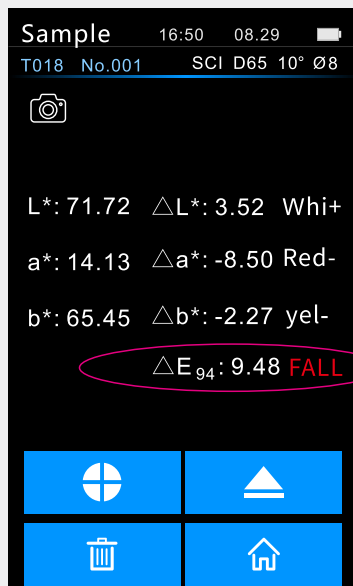 Sample 16:50 08.29
T018 No.001 SCI D65 10° Ø8
L*: 71.72 △L*: 3.52 Whi+
a*: 14.13 △a*: -8.50 Red-
b*: 65.45 △b*: -2.27 yel-
△E 94: 9.48 FALL